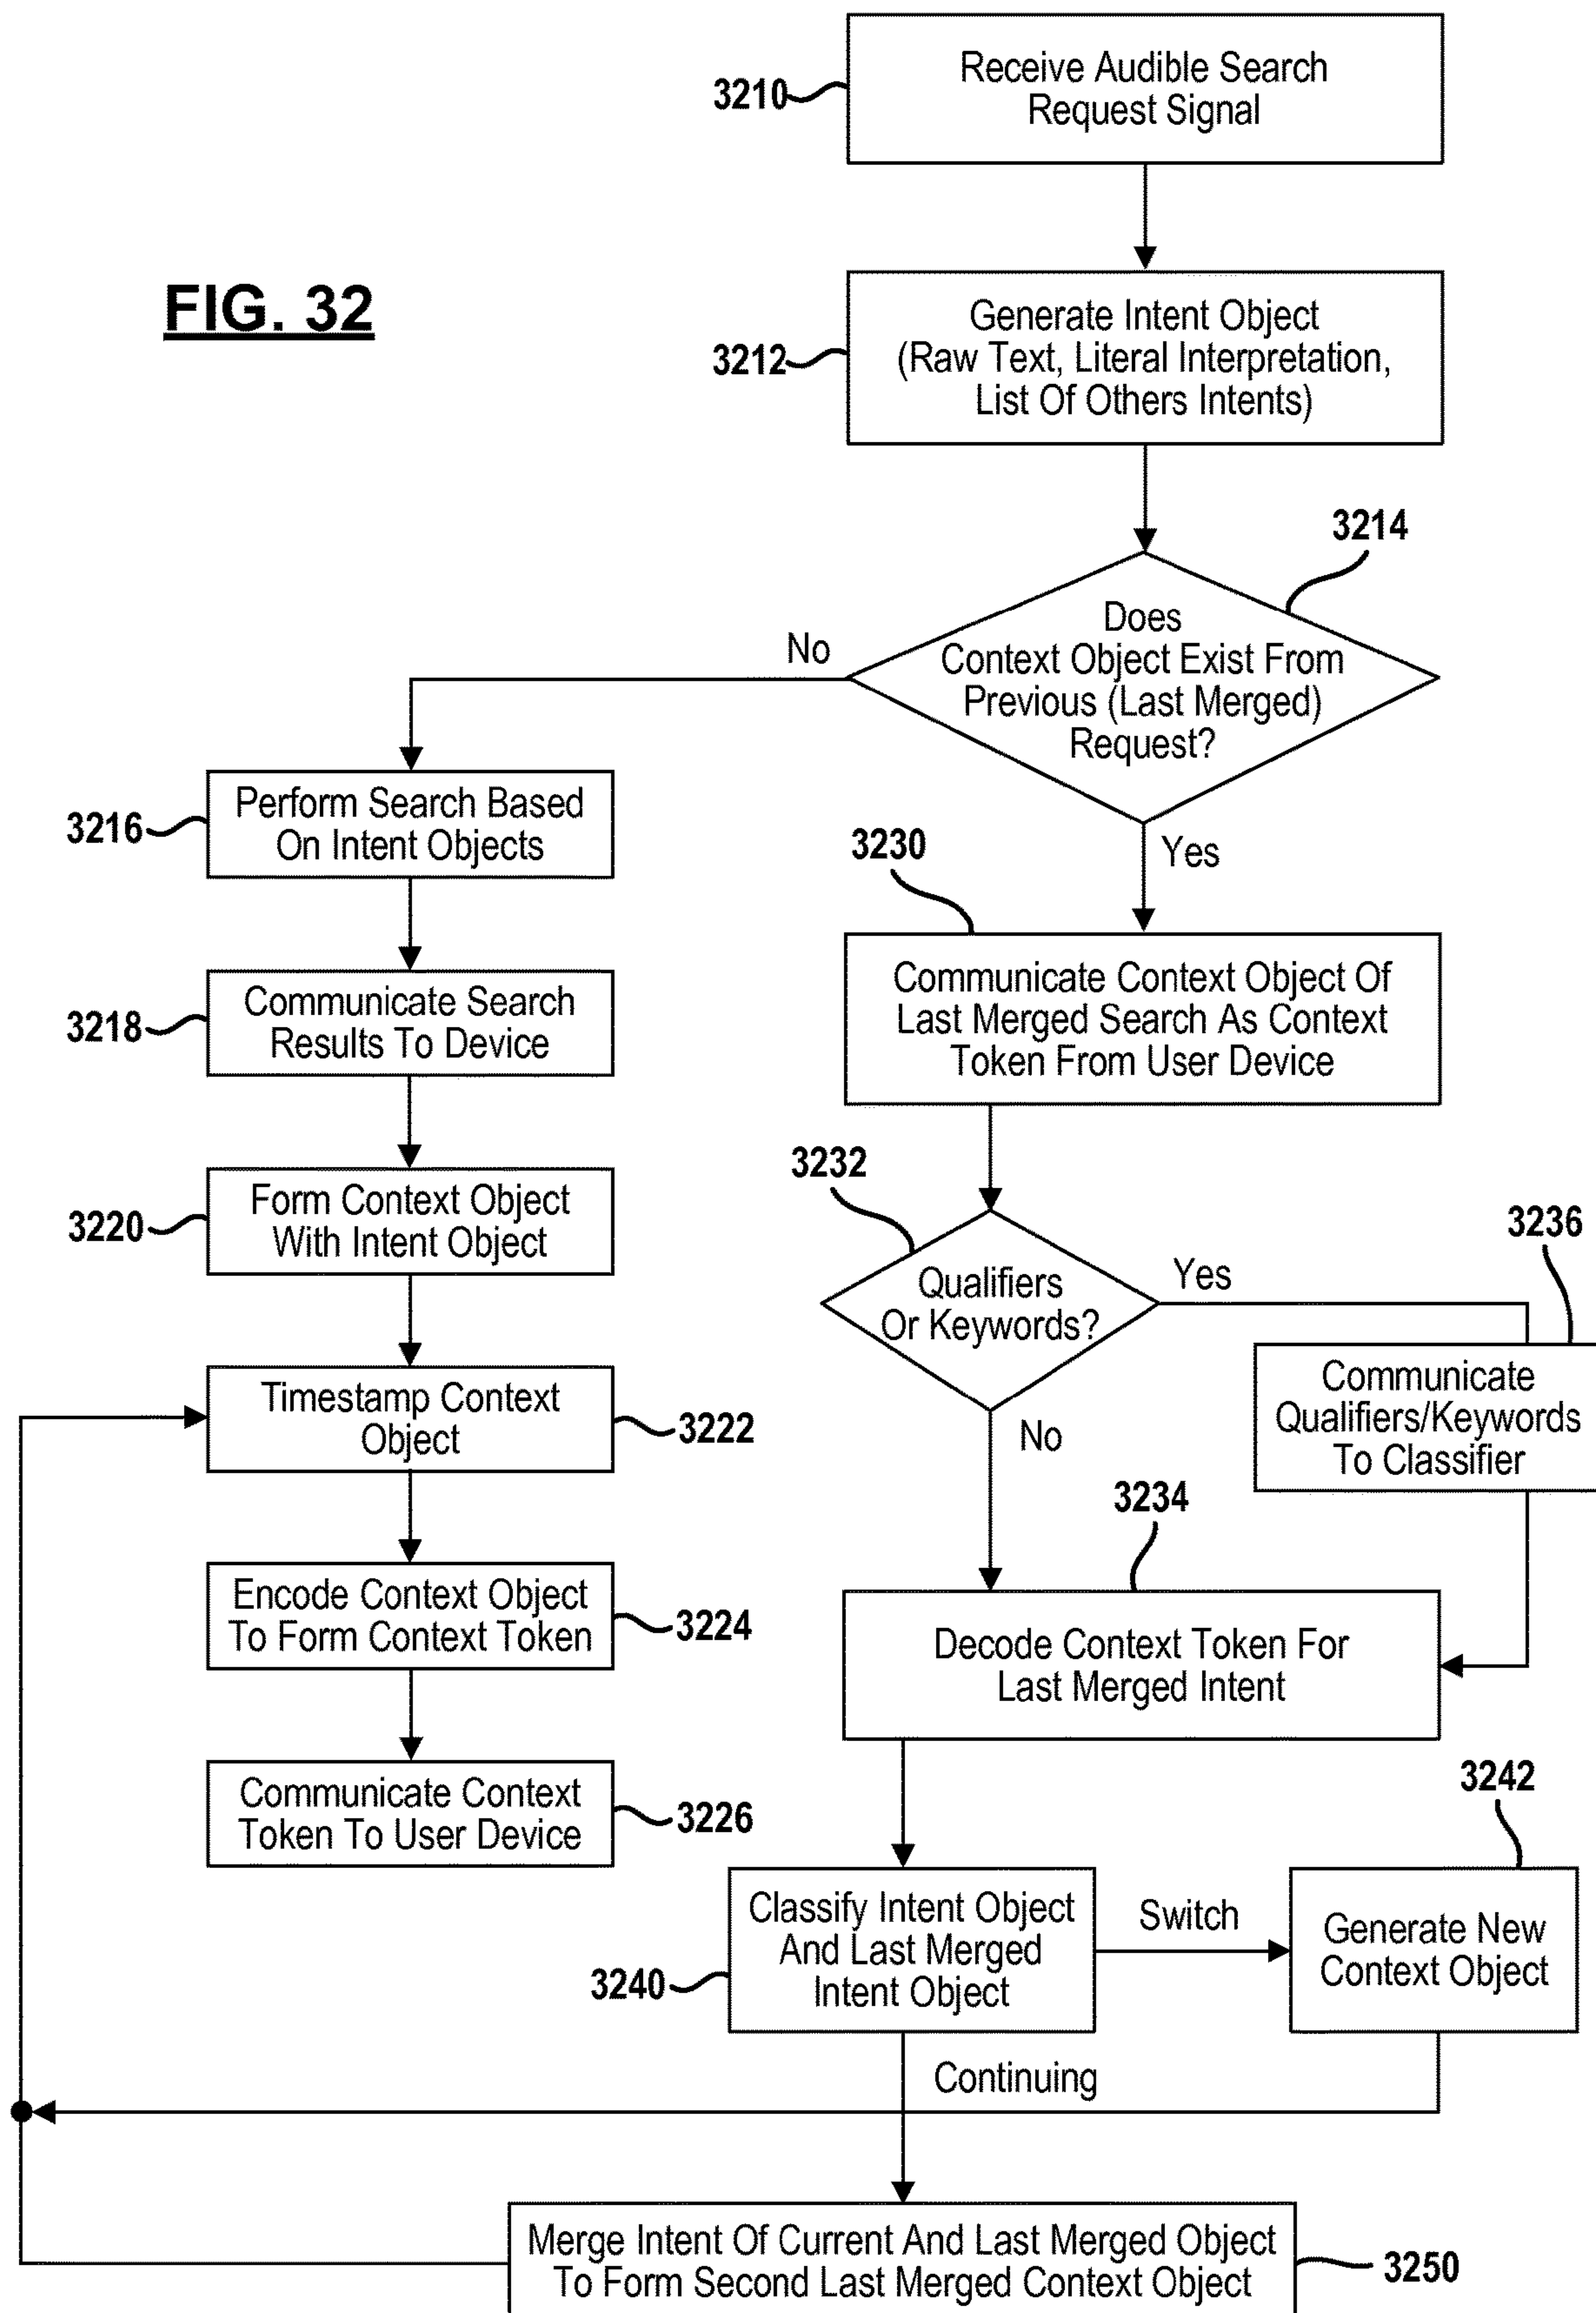 Receive Audible Search
Request Signal
3210
FIG. 32
Generate Intent Object
(Raw Text, Literal Interpretation,
List Of Others Intents)
3212
3214
Does
Context Object Exist From
Previous (Last Merged)
Request?
No
Yes
Perform Search Based
On Intent Objects
3216
3230
Communicate Context Object Of
Last Merged Search As Context
Token From User Device
Communicate Search
Results To Device
3218
3232
Qualifiers
Or Keywords?
Yes
No
3236
Communicate
Qualifiers/Keywords
To Classifier
Form Context Object
With Intent Object
3220
Timestamp Context
Object
3222
3234
Decode Context Token For
Last Merged Intent
Encode Context Object
To Form Context Token
3224
Communicate Context
Token To User Device
3226
Classify Intent Object
And Last Merged
Intent Object
3240
Switch
3242
Generate New
Context Object
Continuing
Merge Intent Of Current And Last Merged Object
To Form Second Last Merged Context Object
3250